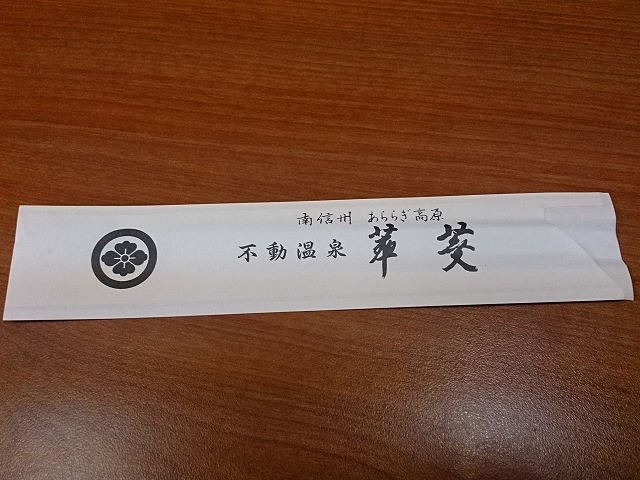 南信州 あららぎ高原
不動温泉 華菱